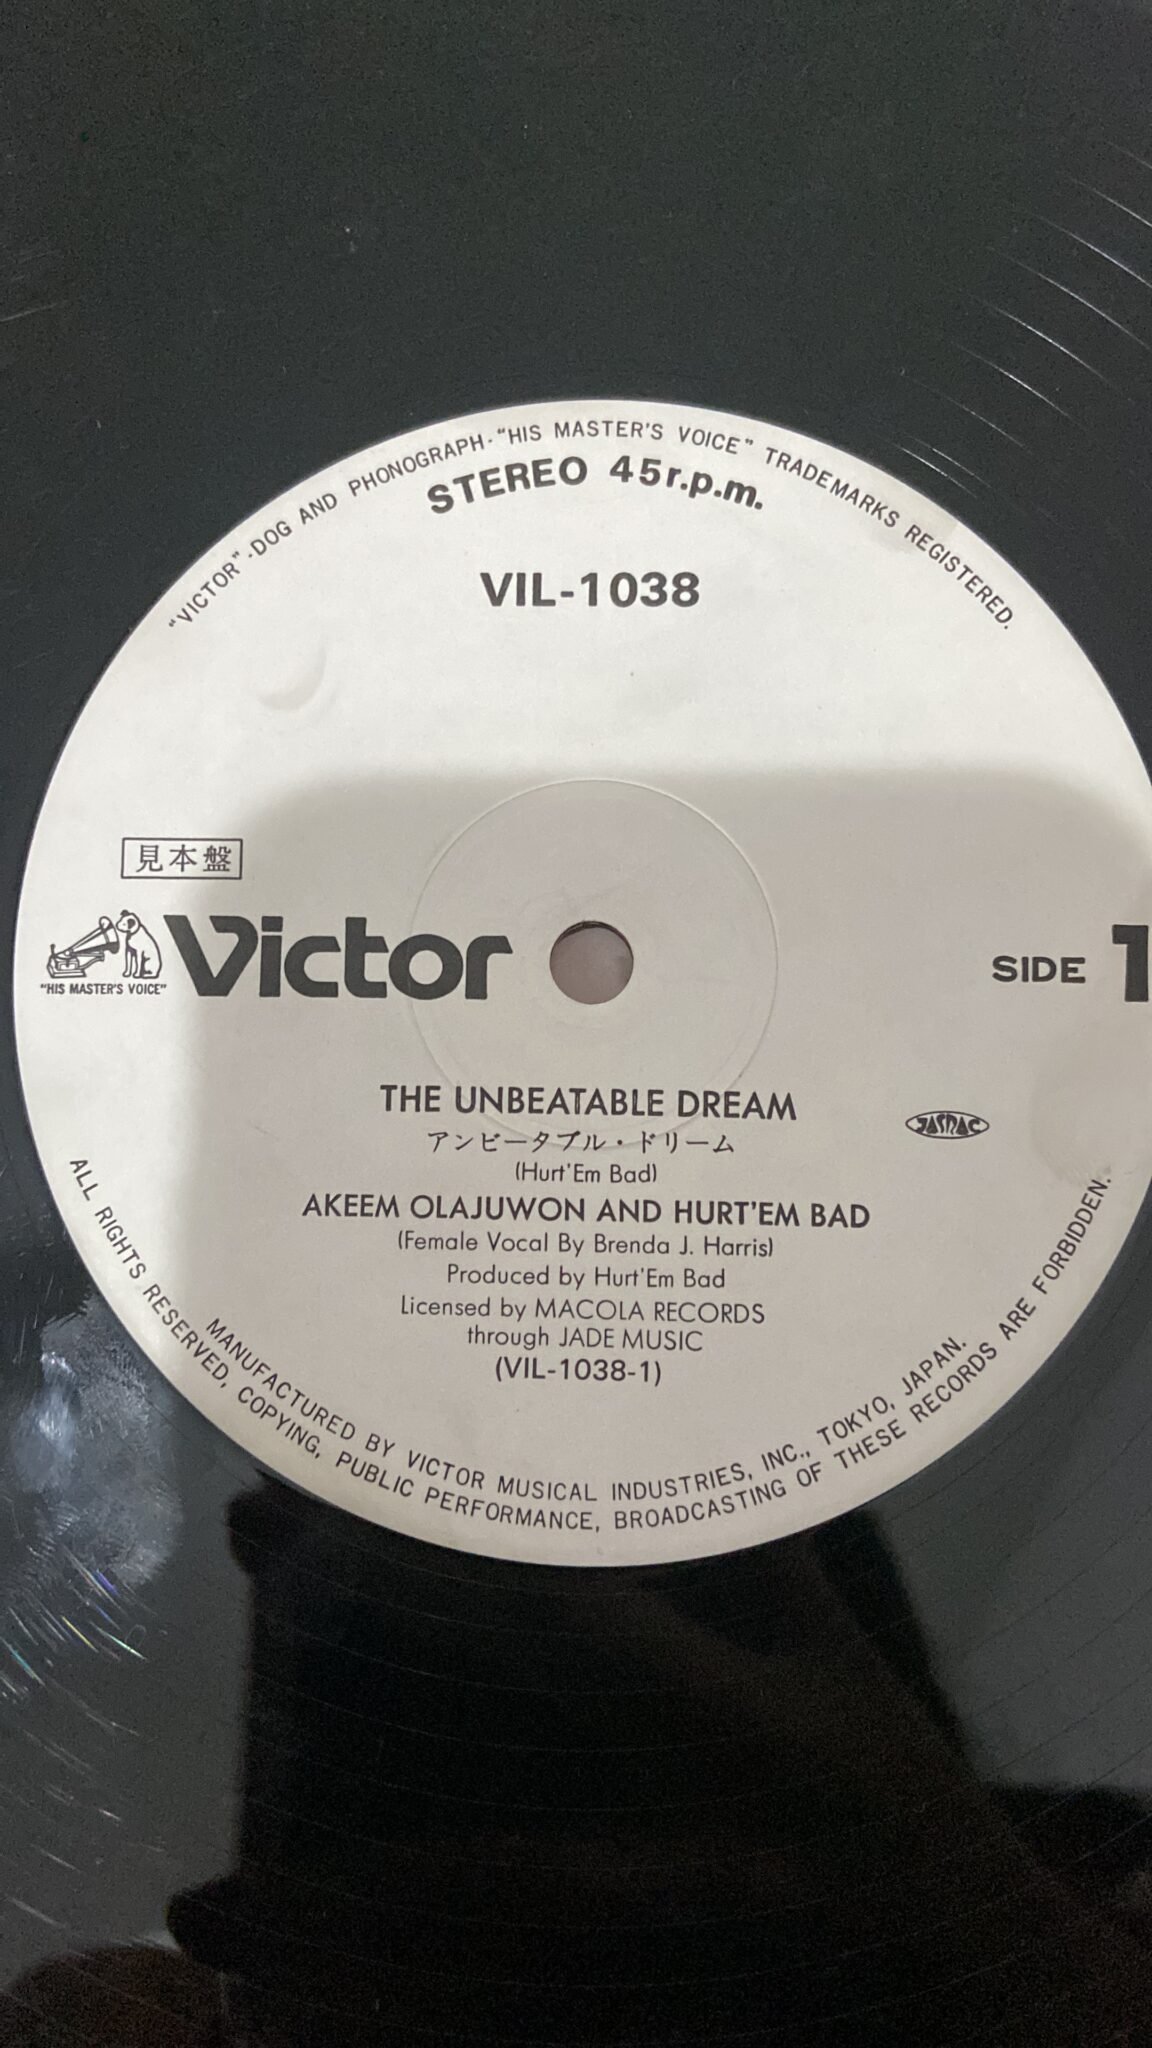 "VICTOR"-DOG AND PHONOGRAPH-"HIS MASTER'S VOICE" TRADEMARKS REGISTERED.
STEREO 45r.p.m.
VIL-1038
見本盤
Victor
"HIS MASTER'S VOICE"
SIDE 1
THE UNBEATABLE DREAM
アンビータブル・ドリーム
JASRAC
(Hurt'Em Bad)
AKEEM OLAJUWON AND HURT'EM BAD
(Female Vocal By Brenda J. Harris)
Produced by Hurt'Em Bad
Licensed by MACOLA RECORDS
through JADE MUSIC
(VIL-1038-1)
MANUFACTURED BY VICTOR MUSICAL INDUSTRIES, INC., TOKYO, JAPAN.
ALL RIGHTS RESERVED, COPYING, PUBLIC PERFORMANCE, BROADCASTING OF THESE RECORDS ARE FORBIDDEN.